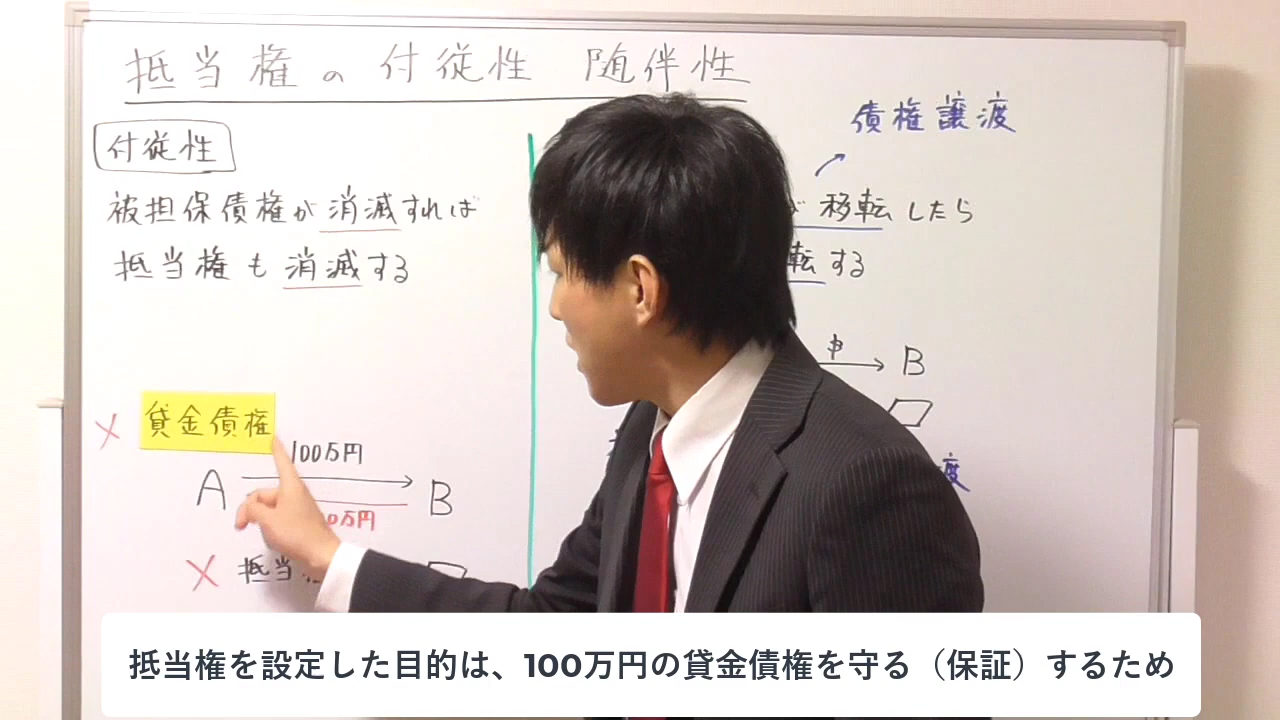 抵当権の付従性 随伴性
付従性
被担保債権が消滅すれば
抵当権も消滅する
× 貸金債権
100万円
A
B
0万円
× 抵当
債権譲渡
移転したら
転する
B
渡
抵当権を設定した目的は、100万円の貸金債権を守る（保証）するため